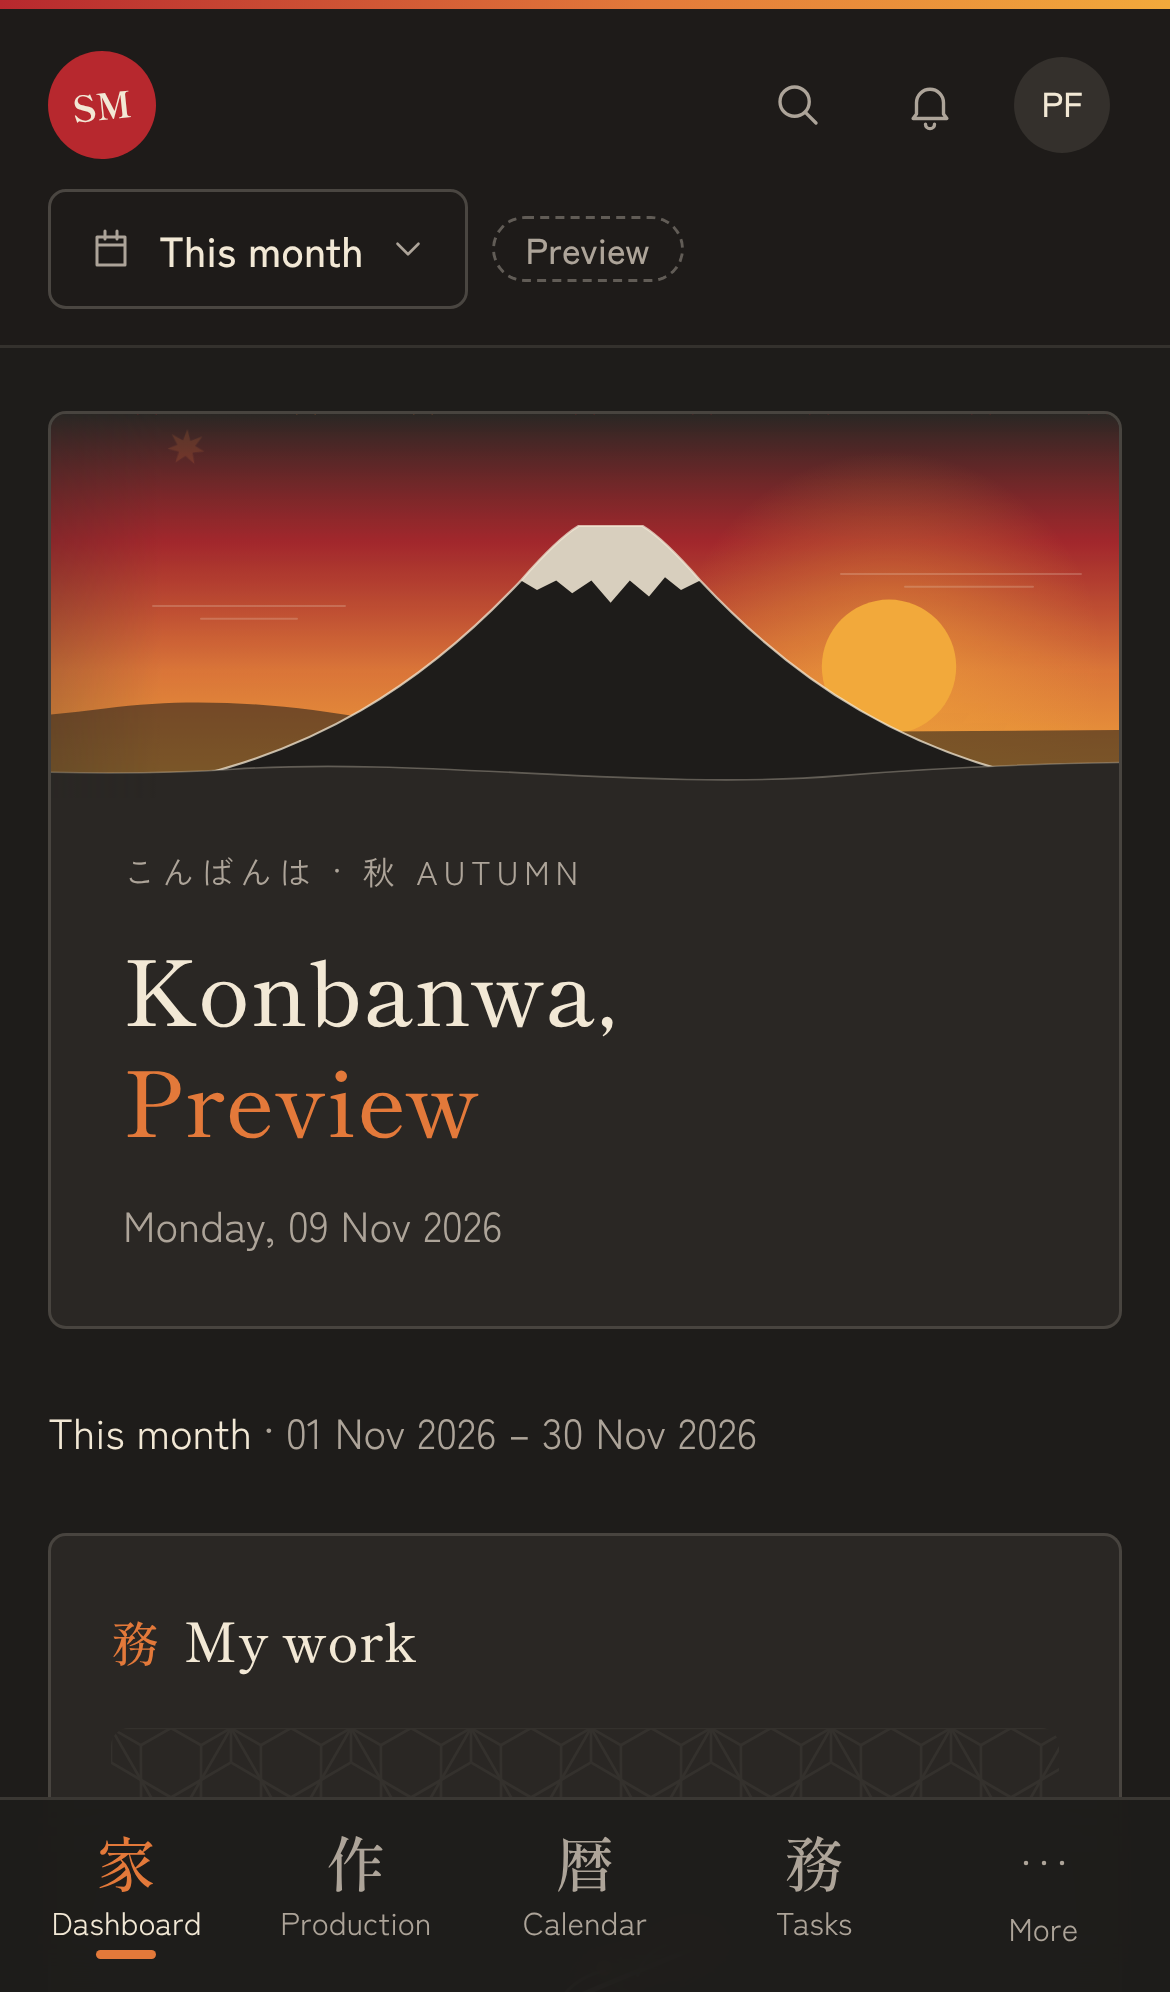 SM
PF
This month
Preview
こんばんは · 秋 AUTUMN
Konbanwa,
Preview
Monday, 09 Nov 2026
This month · 01 Nov 2026 – 30 Nov 2026
務 My work
家 作 暦 務 ...
Dashboard Production Calendar Tasks More